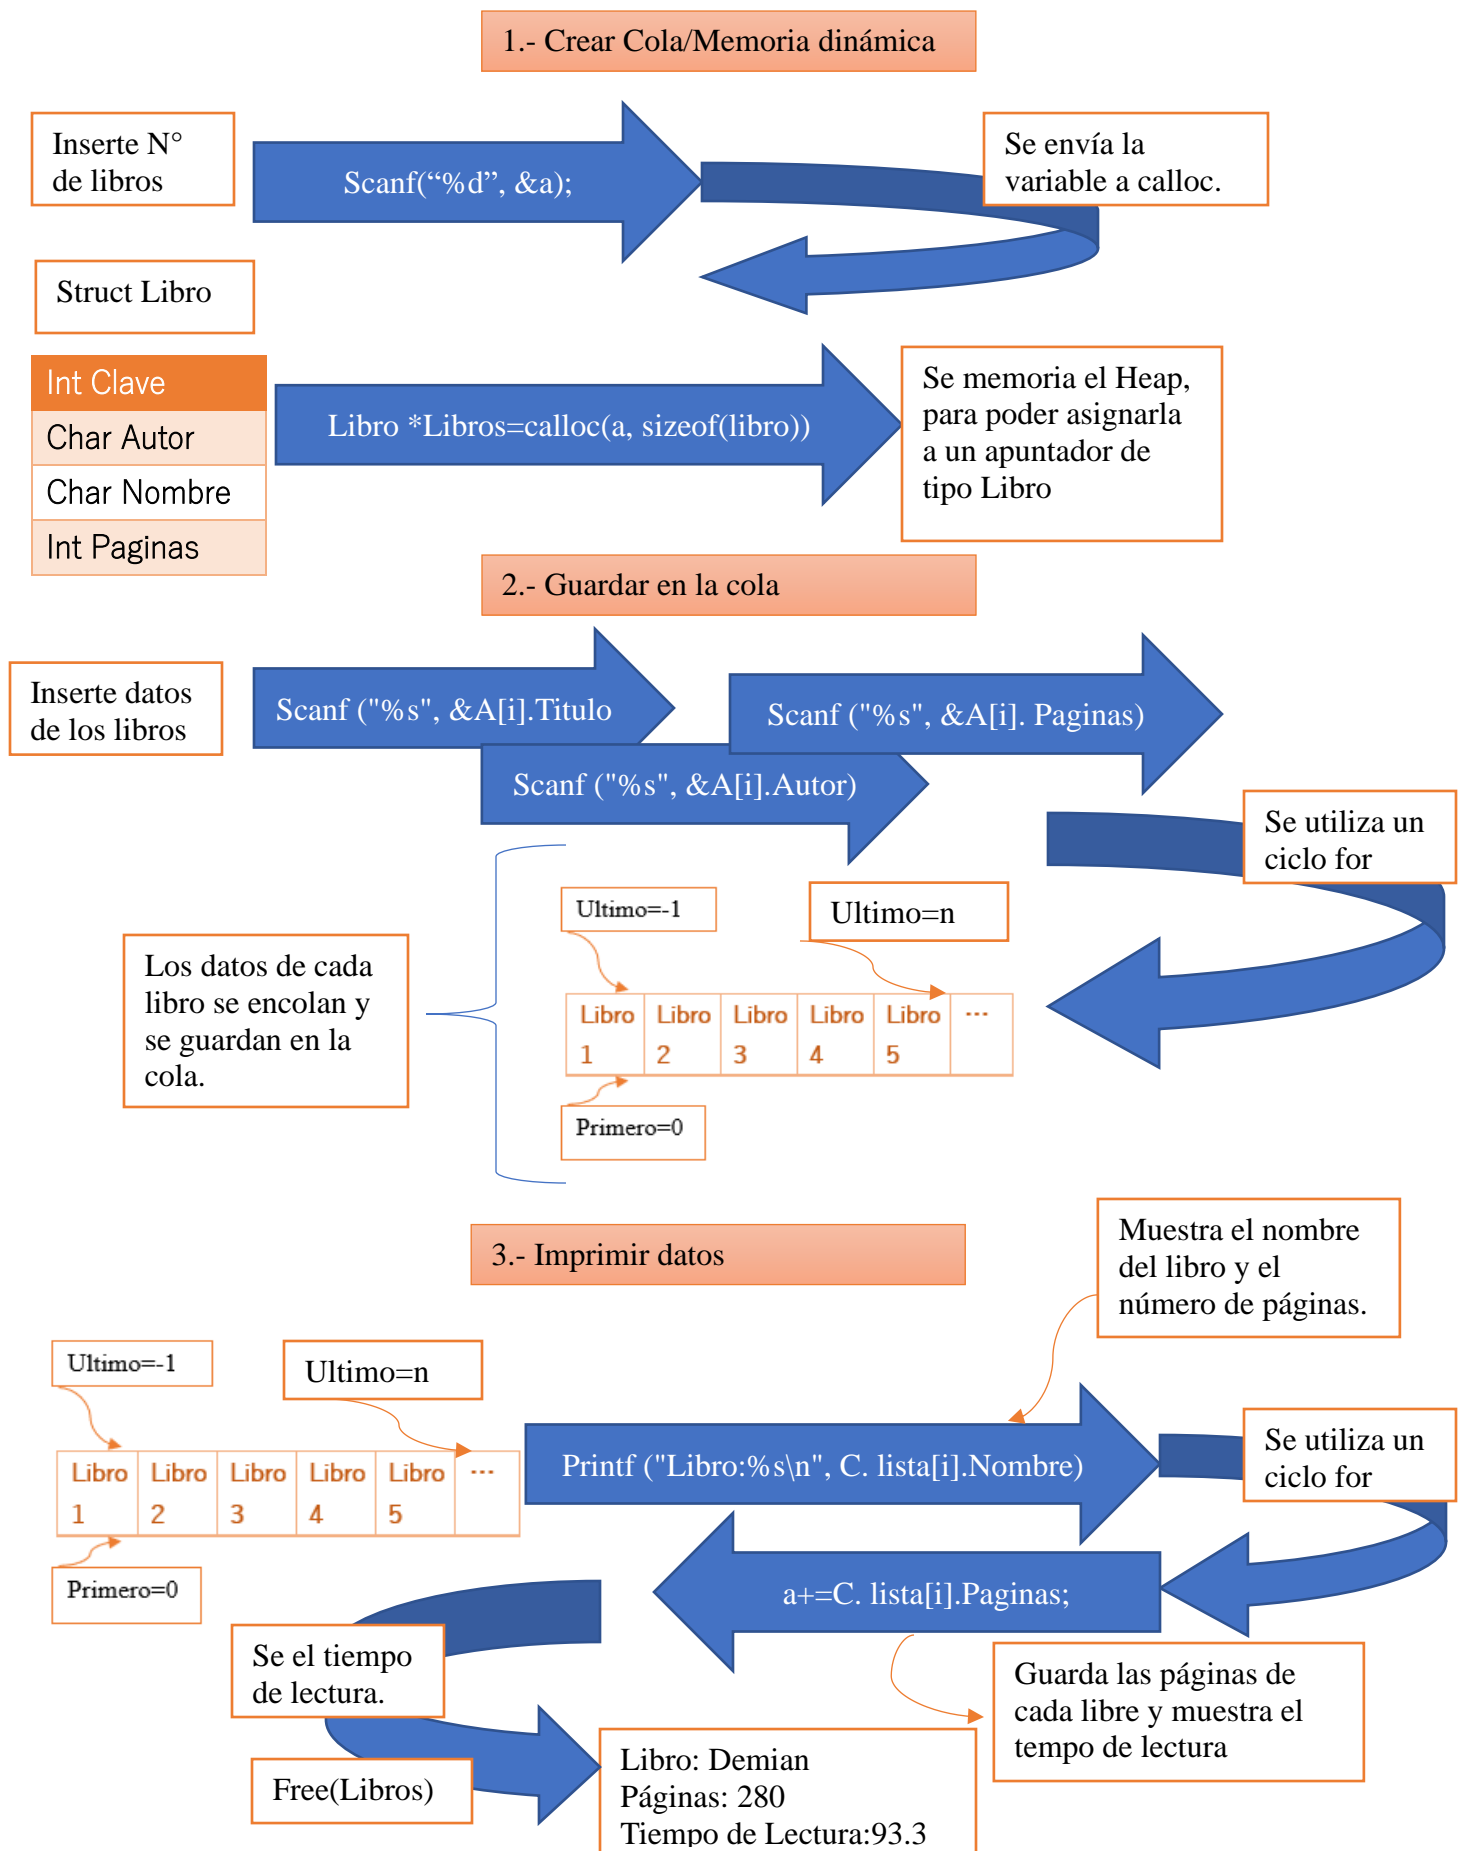 1.- Crear Cola/Memoria dinámica
Inserte N°
de libros
Scanf(“%d”, &a);
Se envía la
variable a calloc.
Struct Libro
Int Clave
Char Autor
Char Nombre
Int Paginas
Libro *Libros=calloc(a, sizeof(libro))
Se memoria el Heap,
para poder asignarla
a un apuntador de
tipo Libro
2.- Guardar en la cola
Inserte datos
de los libros
Scanf ("%s", &A[i].Titulo
Scanf ("%s", &A[i]. Paginas)
Scanf ("%s", &A[i].Autor)
Se utiliza un
ciclo for
Los datos de cada
libro se encolan y
se guardan en la
cola.
Ultimo=-1
Ultimo=n
Libro Libro Libro Libro Libro ...
1 2 3 4 5
Primero=0
3.- Imprimir datos
Muestra el nombre
del libro y el
número de páginas.
Ultimo=-1
Ultimo=n
Libro Libro Libro Libro Libro ...
1 2 3 4 5
Primero=0
Printf ("Libro:%s\n", C. lista[i].Nombre)
Se utiliza un
ciclo for
a+=C. lista[i].Paginas;
Se el tiempo
de lectura.
Guarda las páginas de
cada libre y muestra el
tempo de lectura
Free(Libros)
Libro: Demian
Páginas: 280
Tiempo de Lectura:93.3